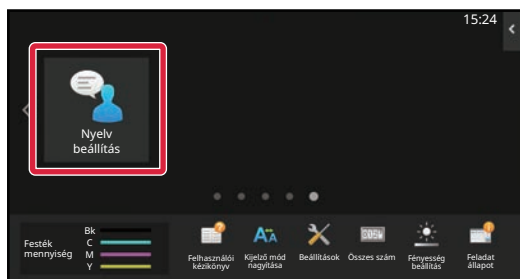 15:24
Nyelv
beállítás
Festék
mennyiség
Bk
C
M
Y
Felhasználói
kézikönyv
Kijelző mód
nagyítása
Beállítások
Összes szám
Fényesség
beállítás
Feladat
állapot